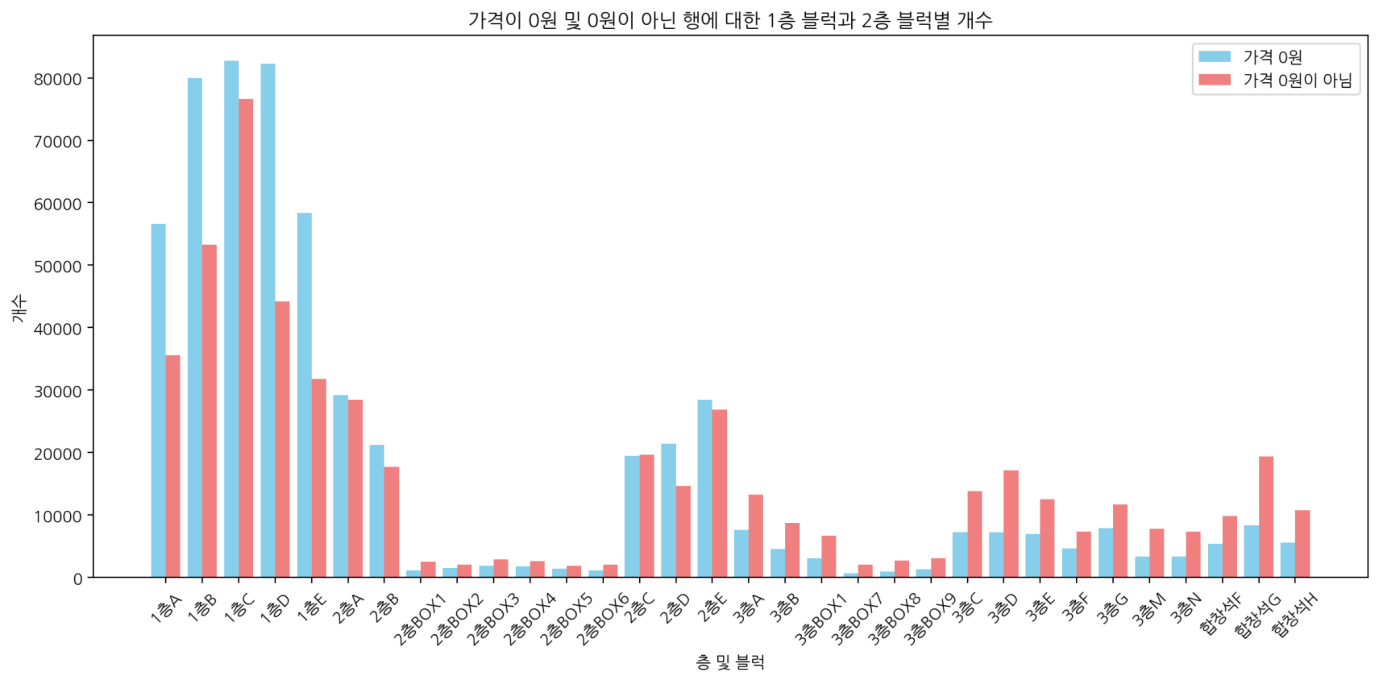 가격이 0원 및 0원이 아닌 행에 대한 1층 블럭과 2층 블럭별 개수
가격 0원
가격 0원이 아님
개수
80000
70000
60000
50000
40000
30000
20000
10000
0
1층A
1층B
1층C
1층D
1층E
2층A
2층B
2층BOX1
2층BOX2
2층BOX3
2층BOX4
2층BOX5
2층BOX6
2층C
2층D
2층E
3층A
3층B
3층BOX1
3층BOX7
3층BOX8
3층BOX9
3층C
3층D
3층E
3층F
3층G
3층M
3층N
합창석F
합창석G
합창석H
층 및 블럭